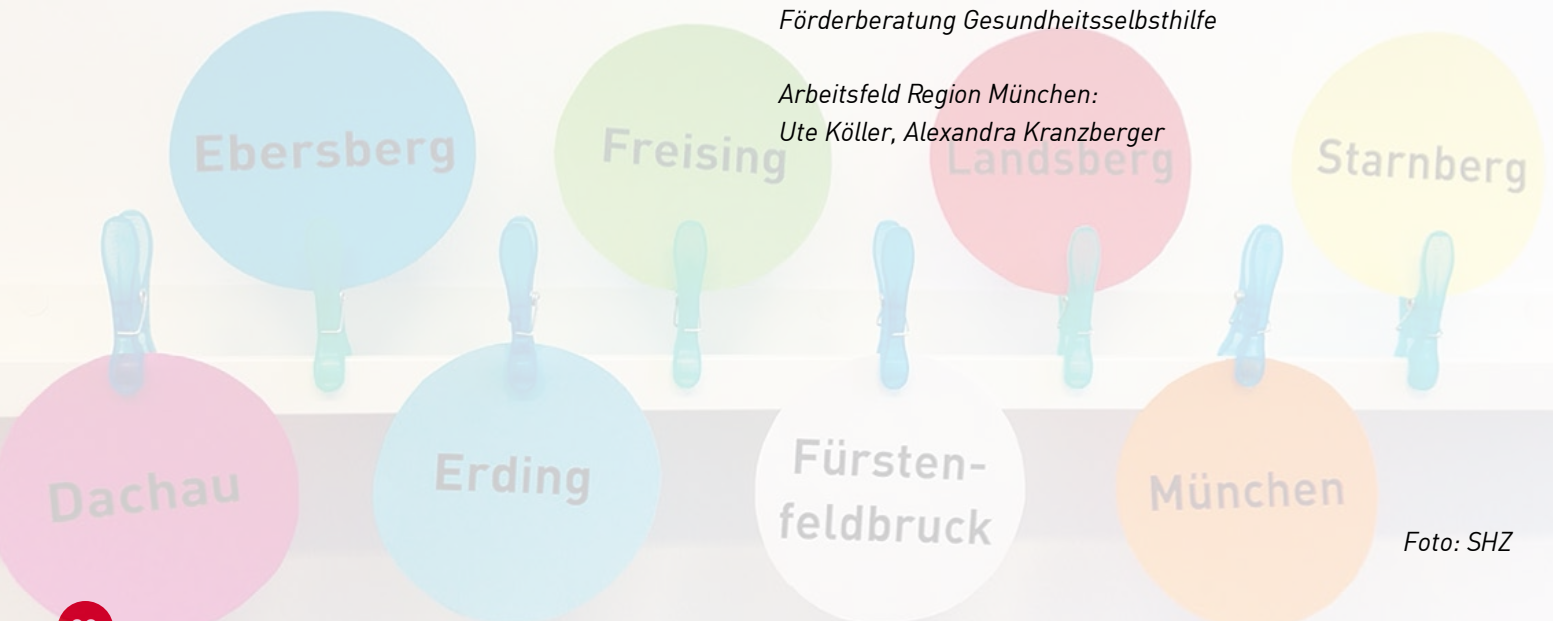 Förderberatung Gesundheitsselbsthilfe
Arbeitsfeld Region München:
Ute Köller, Alexandra Kranzberger
Ebersberg
Freising
Landsberg
Starnberg
Dachau
Erding
Fürsten-
feldbruck
München
Foto: SHZ